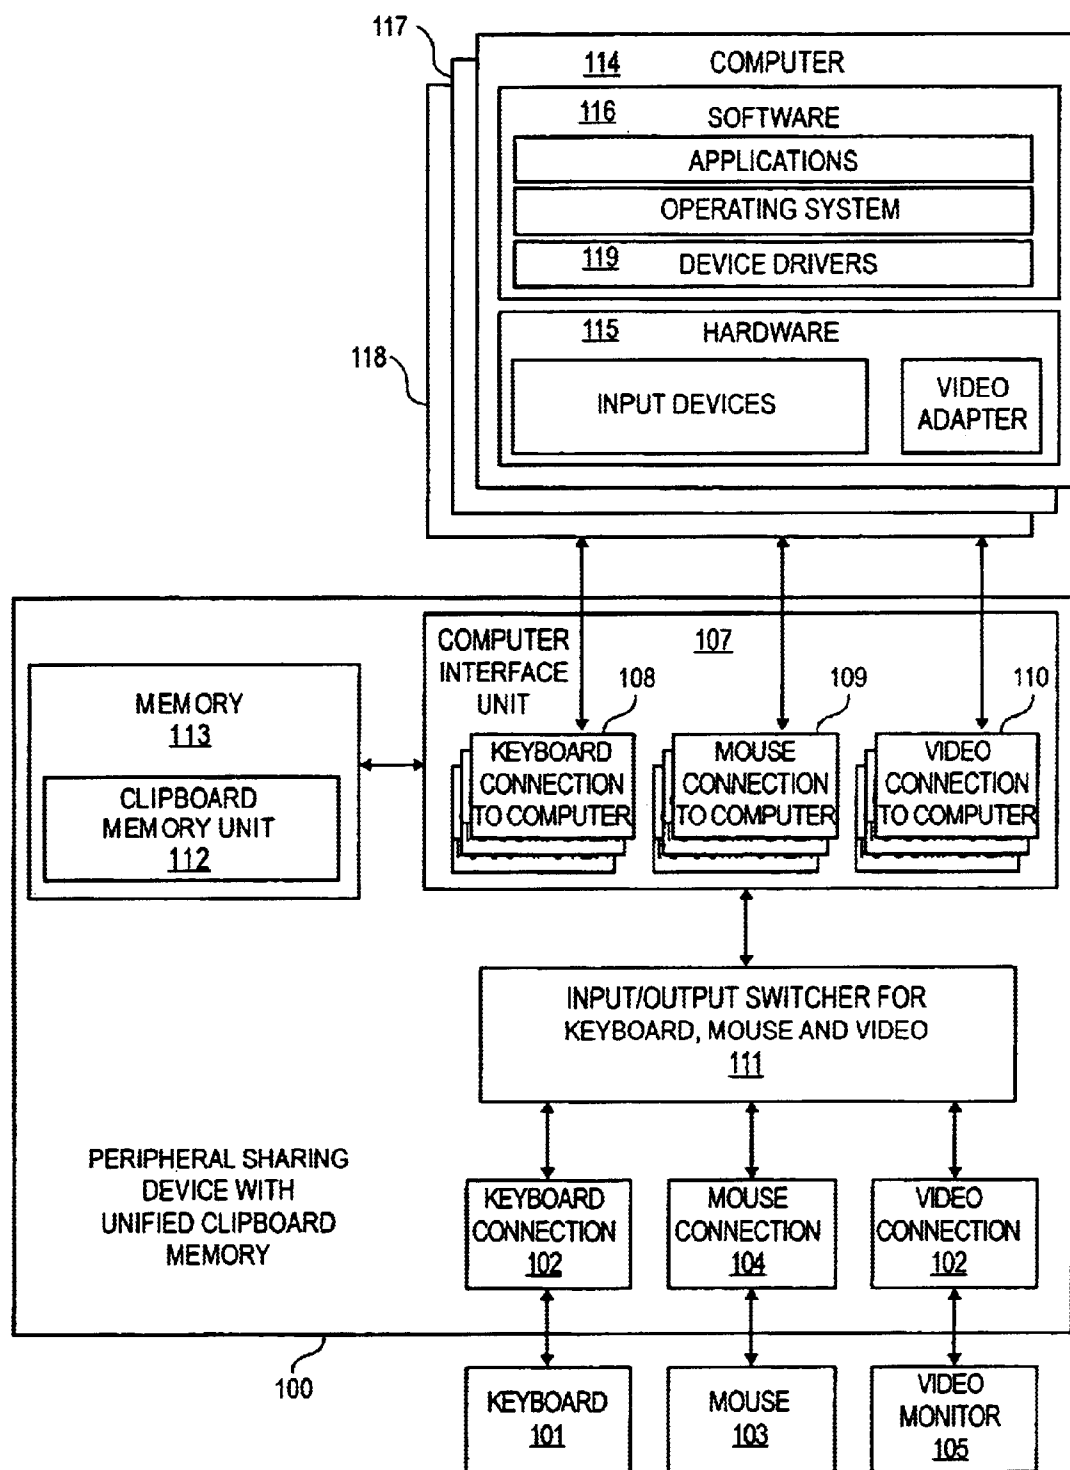 117
114 COMPUTER
116 SOFTWARE
APPLICATIONS
OPERATING SYSTEM
119 DEVICE DRIVERS
115 HARDWARE
118
INPUT DEVICES
VIDEO
ADAPTER
COMPUTER
INTERFACE
UNIT
107
108
109
110
MEMORY
113
CLIPBOARD
MEMORY UNIT
112
KEYBOARD
CONNECTION
TO COMPUTER
MOUSE
CONNECTION
TO COMPUTER
VIDEO
CONNECTION
TO COMPUTER
INPUT/OUTPUT SWITCHER FOR
KEYBOARD, MOUSE AND VIDEO
111
PERIPHERAL SHARING
DEVICE WITH
UNIFIED CLIPBOARD
MEMORY
KEYBOARD
CONNECTION
102
MOUSE
CONNECTION
104
VIDEO
CONNECTION
102
100
KEYBOARD
101
MOUSE
103
VIDEO
MONITOR
105